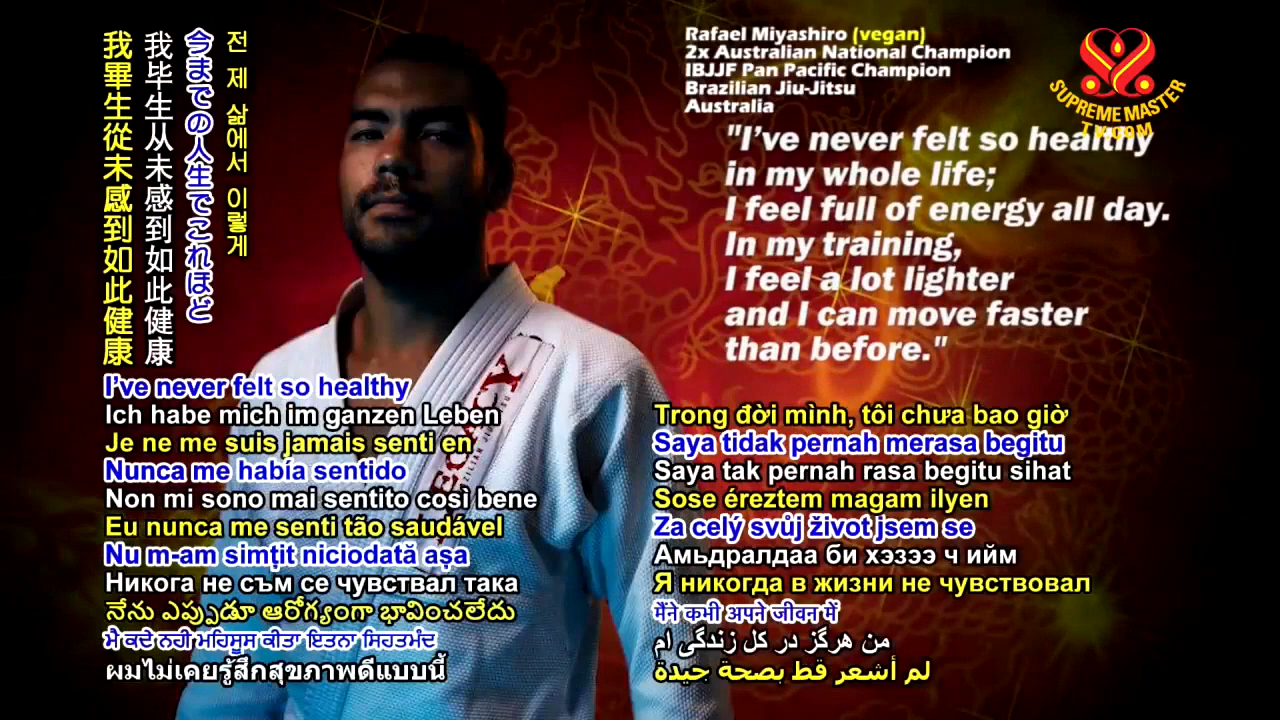 我畢生從未感到如此健康
我毕生从未感到如此健康
今までの人生でこれほど
전 제 삶에서 이렇게
Rafael Miyashiro (vegan)
2x Australian National Champion
IBJJF Pan Pacific Champion
Brazilian Jiu-Jitsu
Australia
SUPREME MASTER
TV.COM
"I’ve never felt so healthy
in my whole life;
I feel full of energy all day.
In my training,
I feel a lot lighter
and I can move faster
than before."
I’ve never felt so healthy
Ich habe mich im ganzen Leben
Je ne me suis jamais senti en
Nunca me había sentido
Non mi sono mai sentito così bene
Eu nunca me senti tão saudável
Nu m-am simțit niciodată așa
Никога не съм се чувствал така
నేను ఎప్పుడూ ఆరోగ్యంగా భావించలేదు
ਮੈ ਕਦੇ ਨਹੀ ਮਹਿਸੂਸ ਕੀਤਾ ਇਤਨਾ ਸਿਹਤਮੰਦ
ผมไม่เคยรู้สึกสุขภาพดีแบบนี้
Trong đời mình, tôi chưa bao giờ
Saya tidak pernah merasa begitu
Saya tak pernah rasa begitu sihat
Sose éreztem magam ilyen
Za celý svůj život jsem se
Амьдралдаа би хэзээ ч ийм
Я никогда в жизни не чувствовал
मैंने कभी अपने जीवन में
من هرگز در کل زندگی ام
لم أشعر قط بصحة جيدة